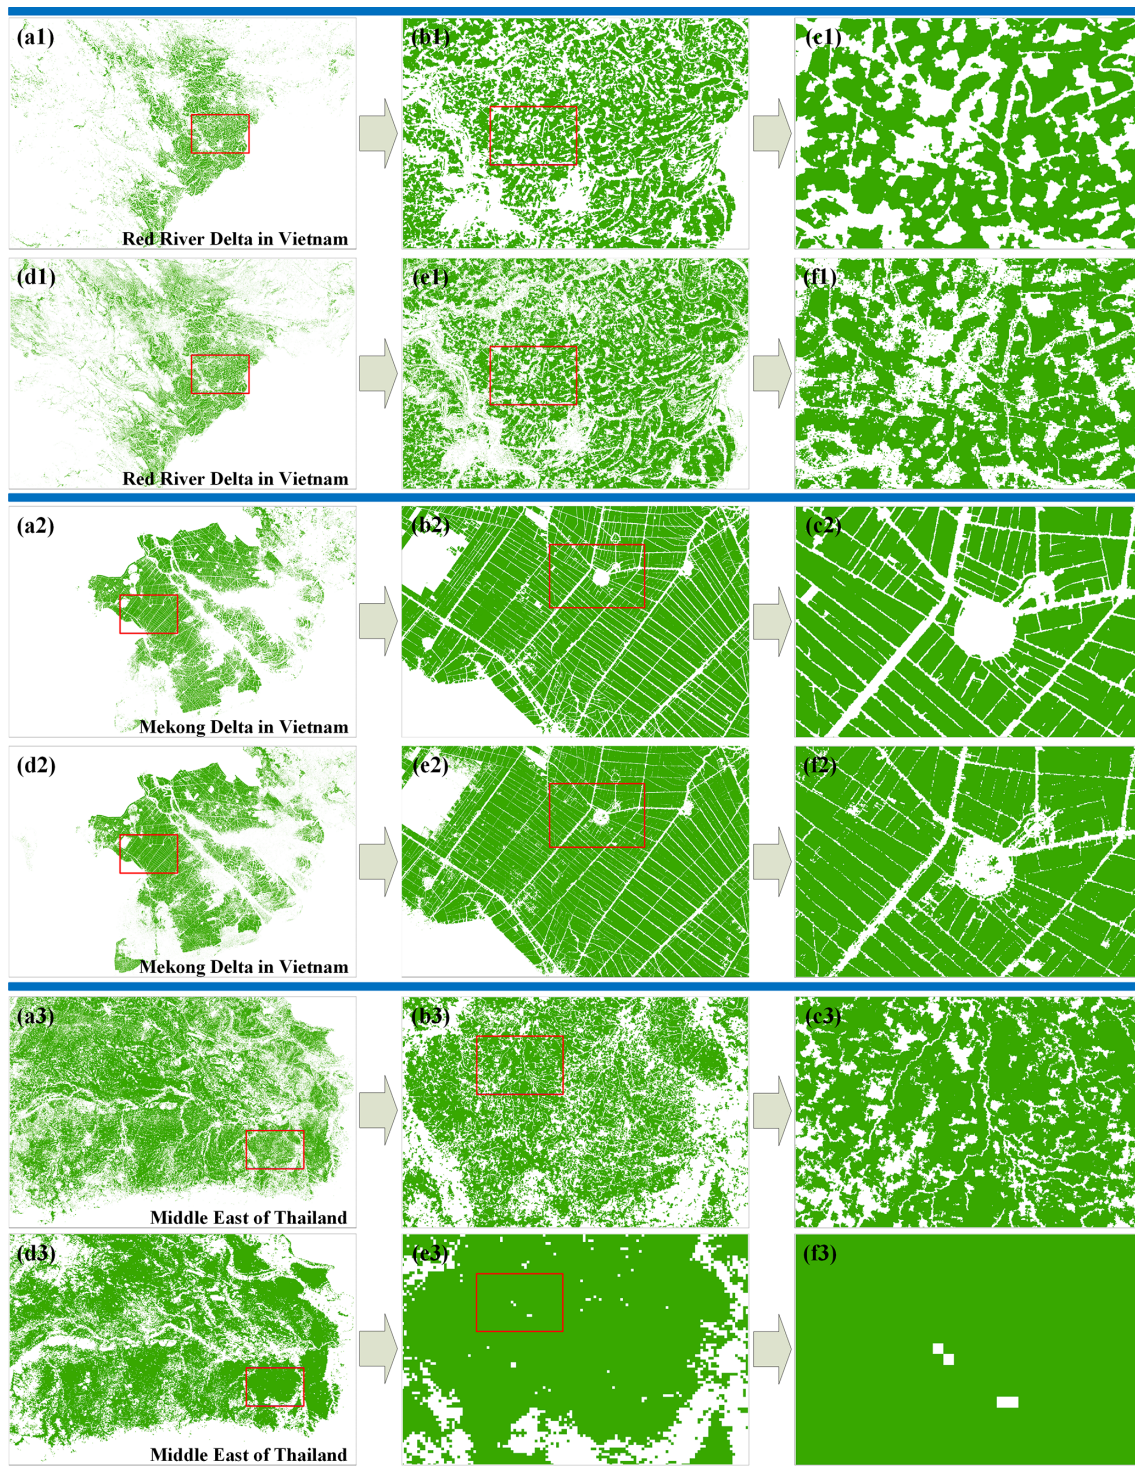 (a1) (b1) (c1)
Red River Delta in Vietnam
(d1) (e1) (f1)
Red River Delta in Vietnam
(a2) (b2) (c2)
Mekong Delta in Vietnam
(d2) (e2) (f2)
Mekong Delta in Vietnam
(a3) (b3) (c3)
Middle East of Thailand
(d3) (e3) (f3)
Middle East of Thailand